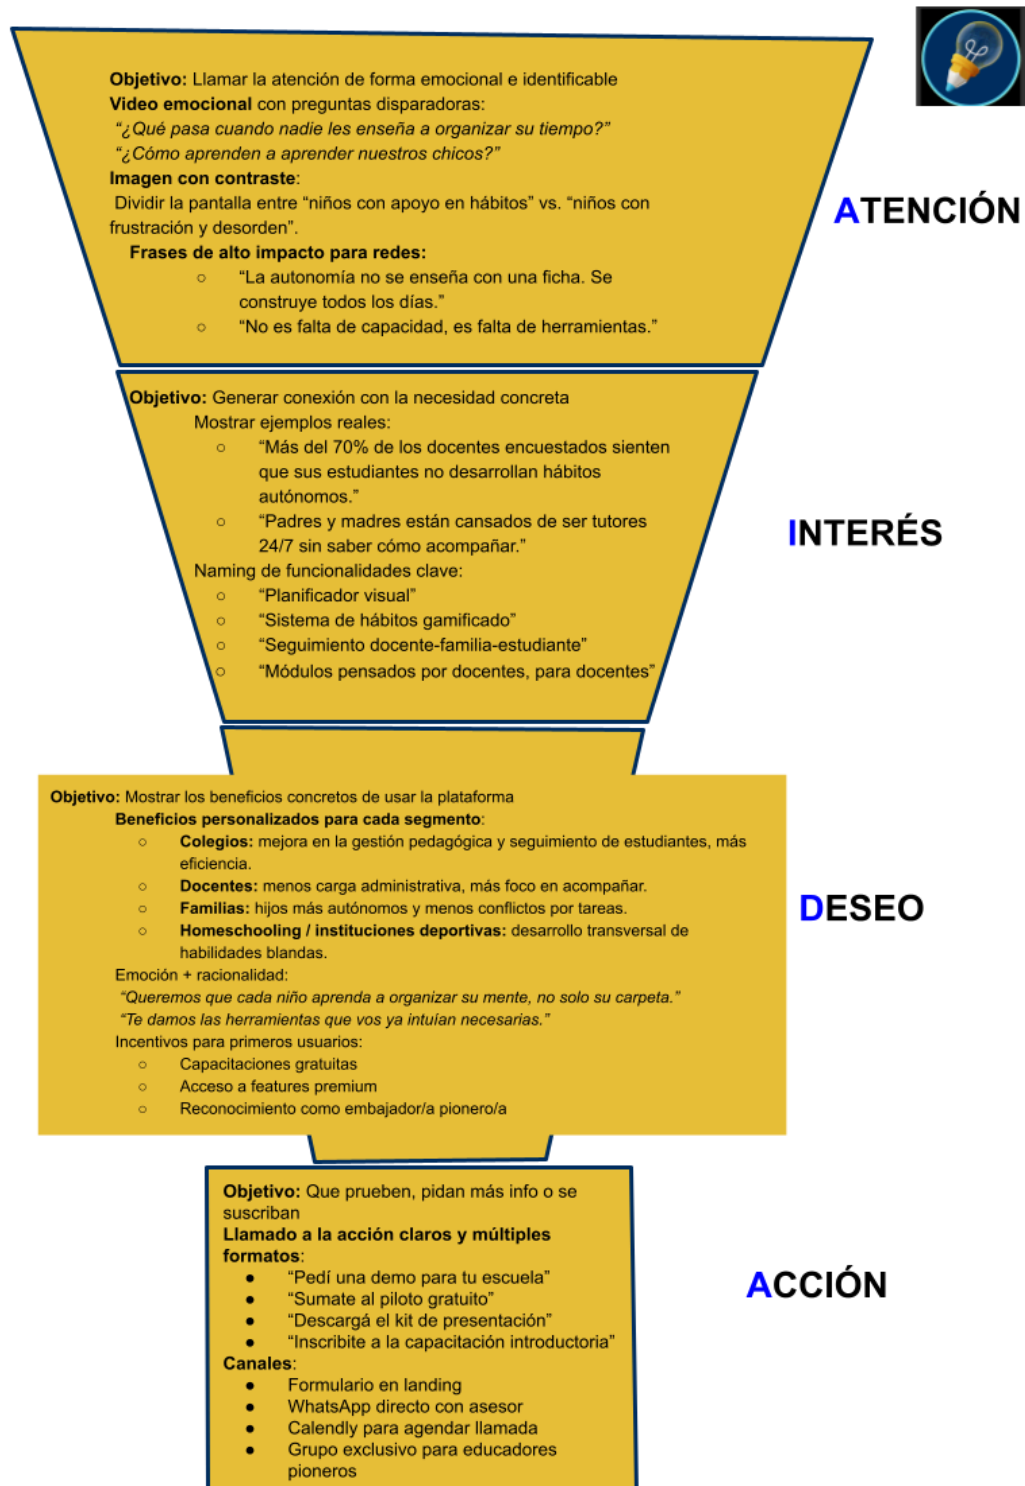 Objetivo: Llamar la atención de forma emocional e identificable
Video emocional con preguntas disparadoras:
“¿Qué pasa cuando nadie les enseña a organizar su tiempo?”
“¿Cómo aprenden a aprender nuestros chicos?”
Imagen con contraste:
Dividir la pantalla entre “niños con apoyo en hábitos” vs. “niños con
frustración y desorden”.
Frases de alto impacto para redes:
○ “La autonomía no se enseña con una ficha. Se
construye todos los días.”
○ “No es falta de capacidad, es falta de herramientas.”
ATENCIÓN
Objetivo: Generar conexión con la necesidad concreta
Mostrar ejemplos reales:
○ “Más del 70% de los docentes encuestados sienten
que sus estudiantes no desarrollan hábitos
autónomos.”
○ “Padres y madres están cansados de ser tutores
24/7 sin saber cómo acompañar.”
Naming de funcionalidades clave:
○ “Planificador visual”
○ “Sistema de hábitos gamificado”
○ “Seguimiento docente-familia-estudiante”
○ “Módulos pensados por docentes, para docentes”
INTERÉS
Objetivo: Mostrar los beneficios concretos de usar la plataforma
Beneficios personalizados para cada segmento:
○ Colegios: mejora en la gestión pedagógica y seguimiento de estudiantes, más
eficiencia.
○ Docentes: menos carga administrativa, más foco en acompañar.
○ Familias: hijos más autónomos y menos conflictos por tareas.
○ Homeschooling / instituciones deportivas: desarrollo transversal de
habilidades blandas.
Emoción + racionalidad:
“Queremos que cada niño aprenda a organizar su mente, no solo su carpeta.”
“Te damos las herramientas que vos ya intuían necesarias.”
Incentivos para primeros usuarios:
○ Capacitaciones gratuitas
○ Acceso a features premium
○ Reconocimiento como embajador/a pionero/a
DESEO
Objetivo: Que prueben, pidan más info o se
suscriban
Llamado a la acción claros y múltiples
formatos:
● “Pedí una demo para tu escuela”
● “Sumate al piloto gratuito”
● “Descargá el kit de presentación”
● “Inscribite a la capacitación introductoria”
Canales:
● Formulario en landing
● WhatsApp directo con asesor
● Calendly para agendar llamada
● Grupo exclusivo para educadores
pioneros
ACCIÓN